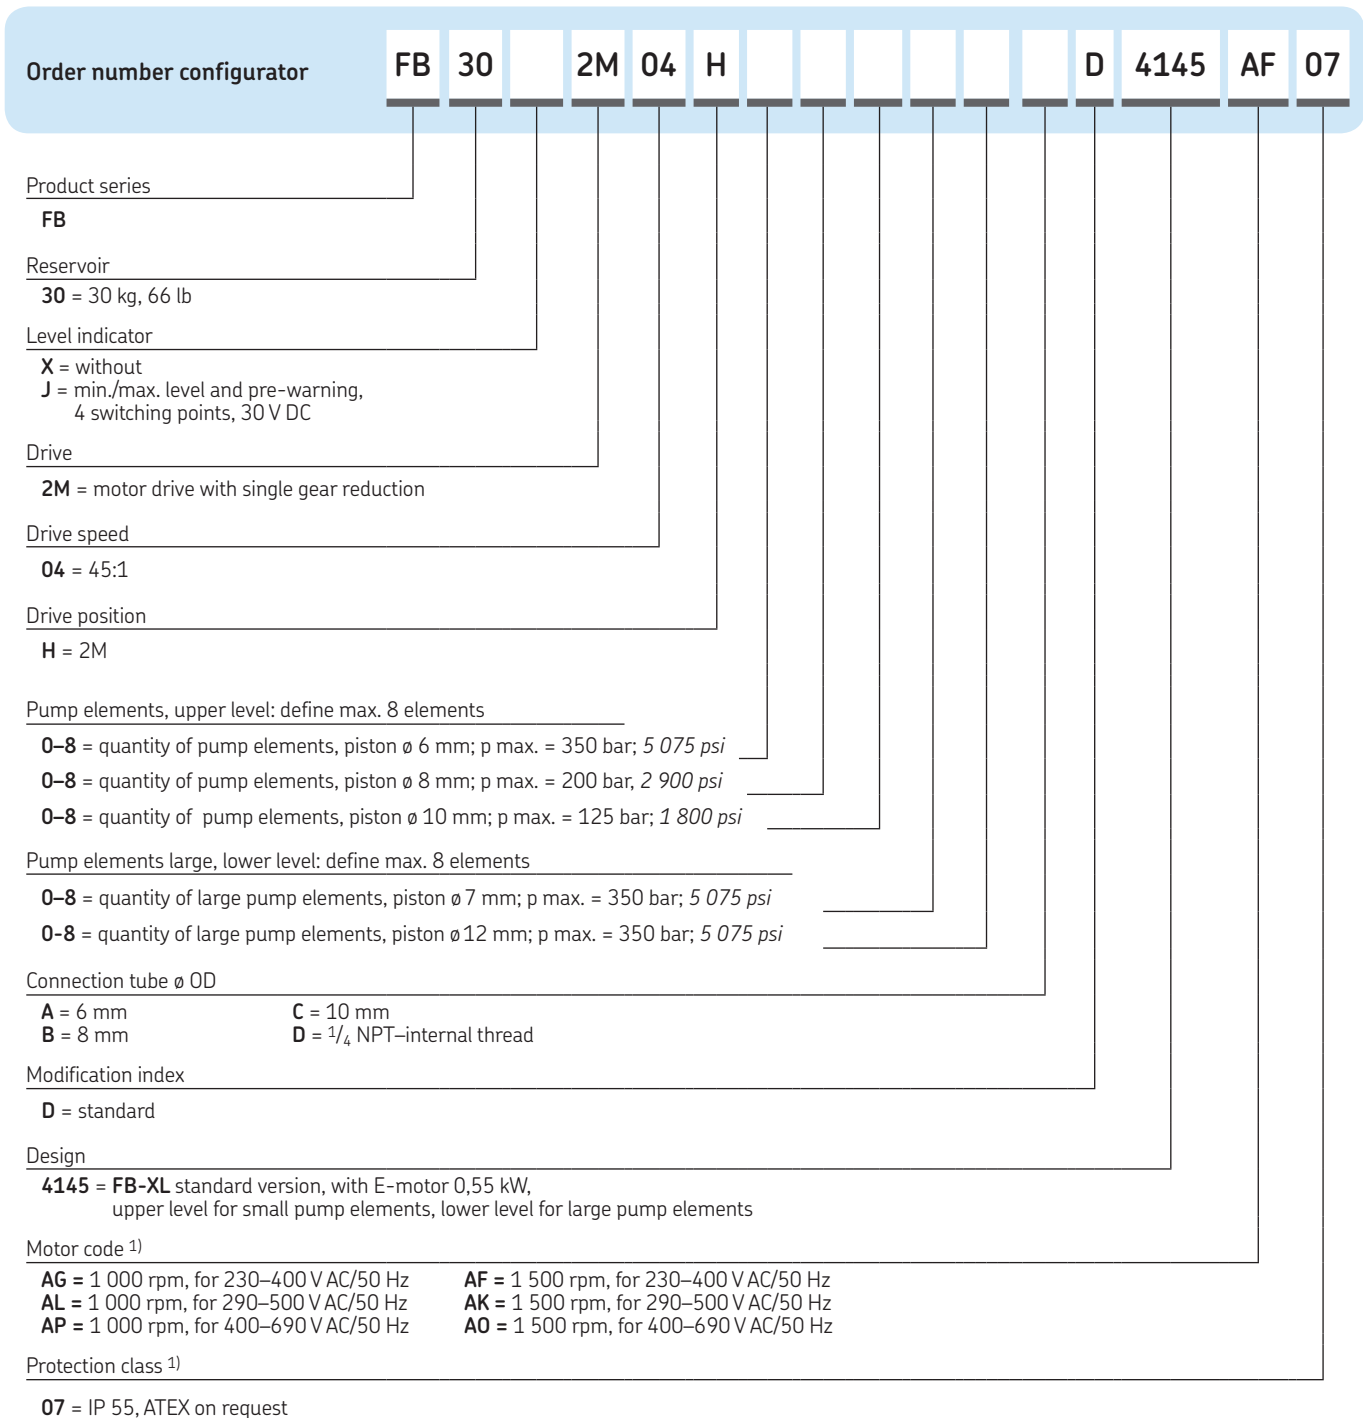 Order number configurator FB 30 2M 04 H D 4145 AF 07
Product series
FB
Reservoir
30 = 30 kg, 66 lb
Level indicator
X = without
J = min./max. level and pre-warning,
4 switching points, 30 V DC
Drive
2M = motor drive with single gear reduction
Drive speed
04 = 45:1
Drive position
H = 2M
Pump elements, upper level: define max. 8 elements
0–8 = quantity of pump elements, piston ø 6 mm; p max. = 350 bar; 5 075 psi
0–8 = quantity of pump elements, piston ø 8 mm; p max. = 200 bar, 2 900 psi
0–8 = quantity of pump elements, piston ø 10 mm; p max. = 125 bar; 1 800 psi
Pump elements large, lower level: define max. 8 elements
0–8 = quantity of large pump elements, piston ø 7 mm; p max. = 350 bar; 5 075 psi
0-8 = quantity of large pump elements, piston ø 12 mm; p max. = 350 bar; 5 075 psi
Connection tube ø OD
A = 6 mm C = 10 mm
B = 8 mm D = 1/4 NPT–internal thread
Modification index
D = standard
Design
4145 = FB-XL standard version, with E-motor 0,55 kW,
upper level for small pump elements, lower level for large pump elements
Motor code 1)
AG = 1 000 rpm, for 230–400 V AC/50 Hz AF = 1 500 rpm, for 230–400 V AC/50 Hz
AL = 1 000 rpm, for 290–500 V AC/50 Hz AK = 1 500 rpm, for 290–500 V AC/50 Hz
AP = 1 000 rpm, for 400–690 V AC/50 Hz AO = 1 500 rpm, for 400–690 V AC/50 Hz
Protection class 1)
07 = IP 55, ATEX on request